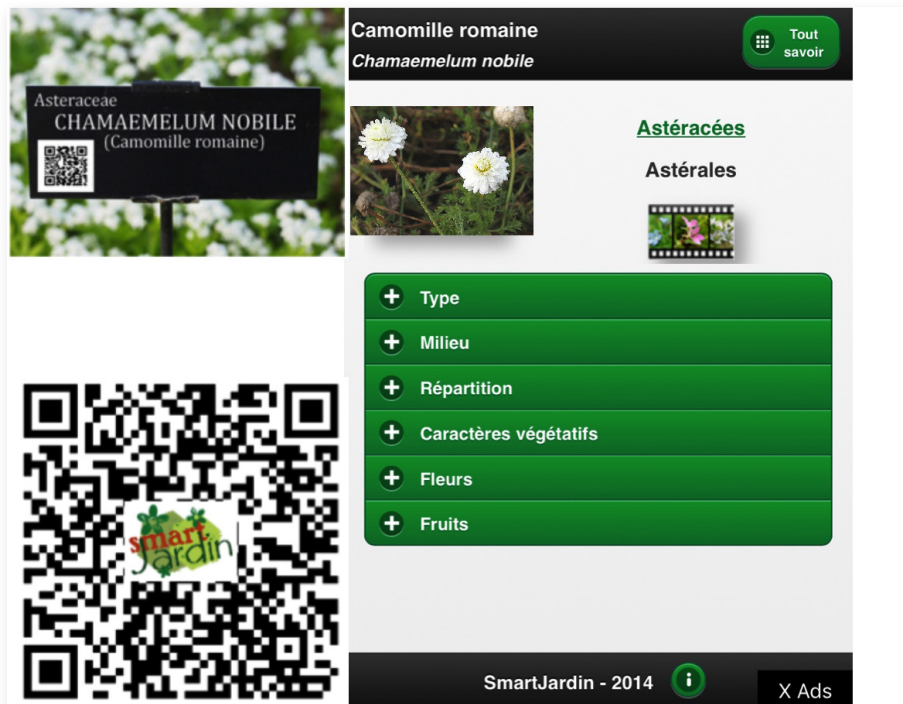 Asteraceae
CHAMAEMELUM NOBILE
(Camomille romaine)
smart
Jardin
Camomille romaine
Chamaemelum nobile
Tout
savoir
Astéracées
Astérales
Type
Milieu
Répartition
Caractères végétatifs
Fleurs
Fruits
SmartJardin - 2014
X Ads